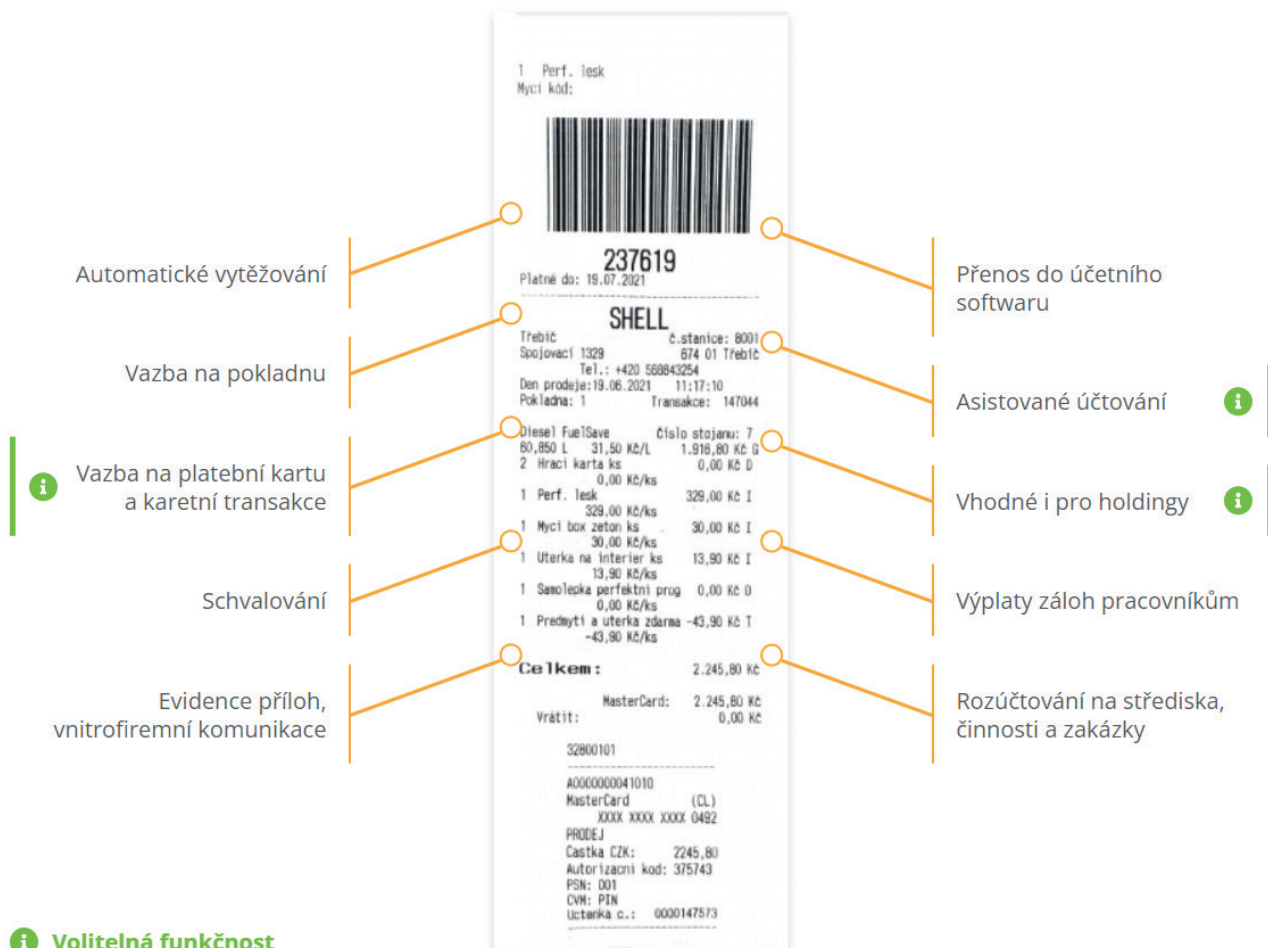 1 Perf. lesk
Mycí kód:
237619
Platné do: 19.07.2021
SHELL
Třebíč č.stanice: 8001
Spojovací 1329 674 01 Třebíč
Tel.: +420 568843254
Den prodeje:19.06.2021 11:17:10
Pokladna: 1 Transakce: 147044
Diesel FuelSave číslo stojanu: 7
60,850 L 31,50 Kč/L 1.916,80 Kč G
2 Hraci karta ks 0,00 Kč D
0,00 Kč/ks
1 Perf. lesk 329,00 Kč I
329,00 Kč/ks
1 Myci box zeton ks 30,00 Kč I
30,00 Kč/ks
1 Uterka na interier ks 13,90 Kč I
13,90 Kč/ks
1 Samolepka perfektni prog 0,00 Kč D
0,00 Kč/ks
1 Predmyti a uterka zdarma -43,90 Kč T
-43,90 Kč/ks
Celkem: 2.245,80 Kč
MasterCard: 2.245,80 Kč
Vrátit: 0,00 Kč
32800101
A0000000041010
MasterCard (CL)
XXXX XXXX XXXX 0492
PRODEJ
Castka CZK: 2245,80
Autorizacni kod: 375743
PSN: 001
CVM: PIN
Uctenka c.: 0000147573
Automatické vytěžování
Vazba na pokladnu
Vazba na platební kartu
a karetní transakce
Schvalování
Evidence příloh,
vnitrofiremní komunikace
Přenos do účetního
softwaru
Asistované účtování
Vhodné i pro holdingy
Výplaty záloh pracovníkům
Rozúčtování na střediska,
činnosti a zakázky
Volitelná funkčnost